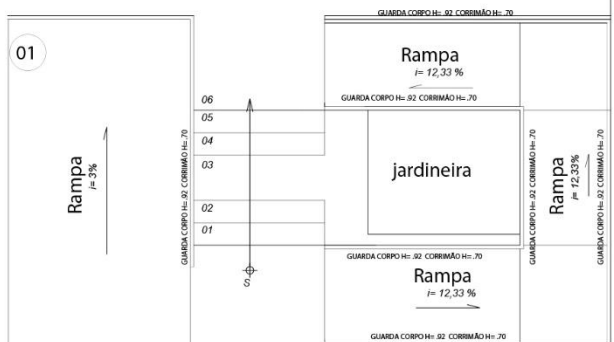 GUARDA CORPO H= .92 CORRIMÃO H= .70
01
Rampa
i= 12,33 %
GUARDA CORPO H= .92 CORRIMÃO H= .70
06
05
04
03
02
01
S
Rampa
i= 3%
GUARDA CORPO H= .92 CORRIMÃO H= .70
jardineira
GUARDA CORPO H= .92 CORRIMÃO H= .70
Rampa
i= 12,33%
GUARDA CORPO H= .92 CORRIMÃO H= .70
GUARDA CORPO H= .92 CORRIMÃO H= .70
Rampa
i= 12,33 %
GUARDA CORPO H= .92 CORRIMÃO H= .70